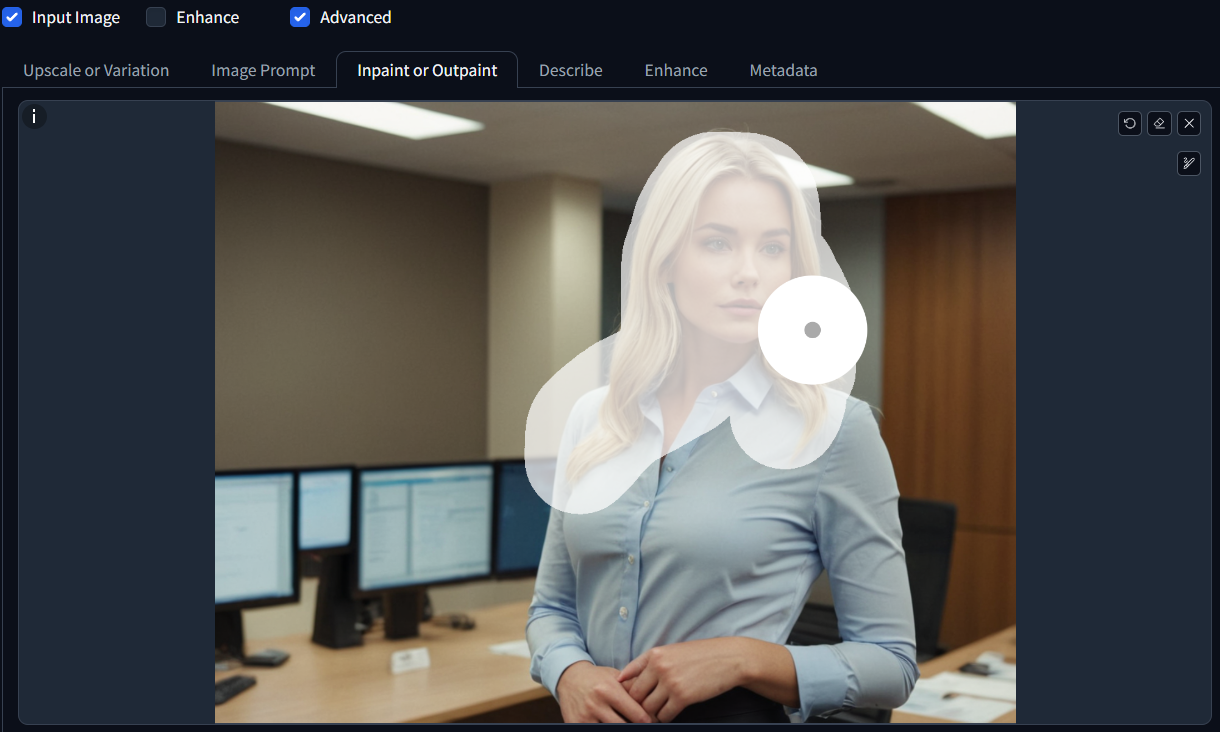 Input Image Enhance Advanced
Upscale or Variation Image Prompt Inpaint or Outpaint Describe Enhance Metadata
i